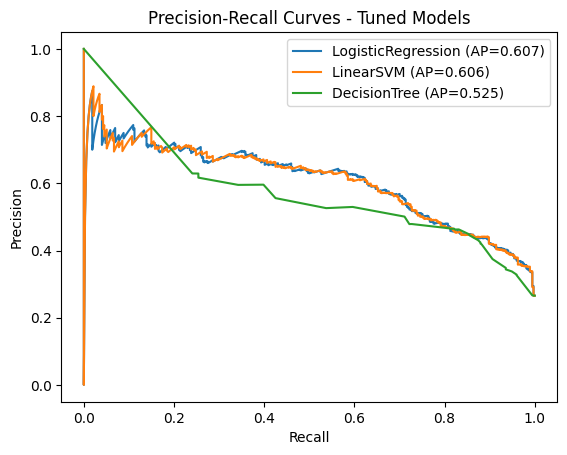 Precision-Recall Curves - Tuned Models
LogisticRegression (AP=0.607)
LinearSVM (AP=0.606)
DecisionTree (AP=0.525)
Precision
1.0
0.8
0.6
0.4
0.2
0.0
0.0 0.2 0.4 0.6 0.8 1.0
Recall